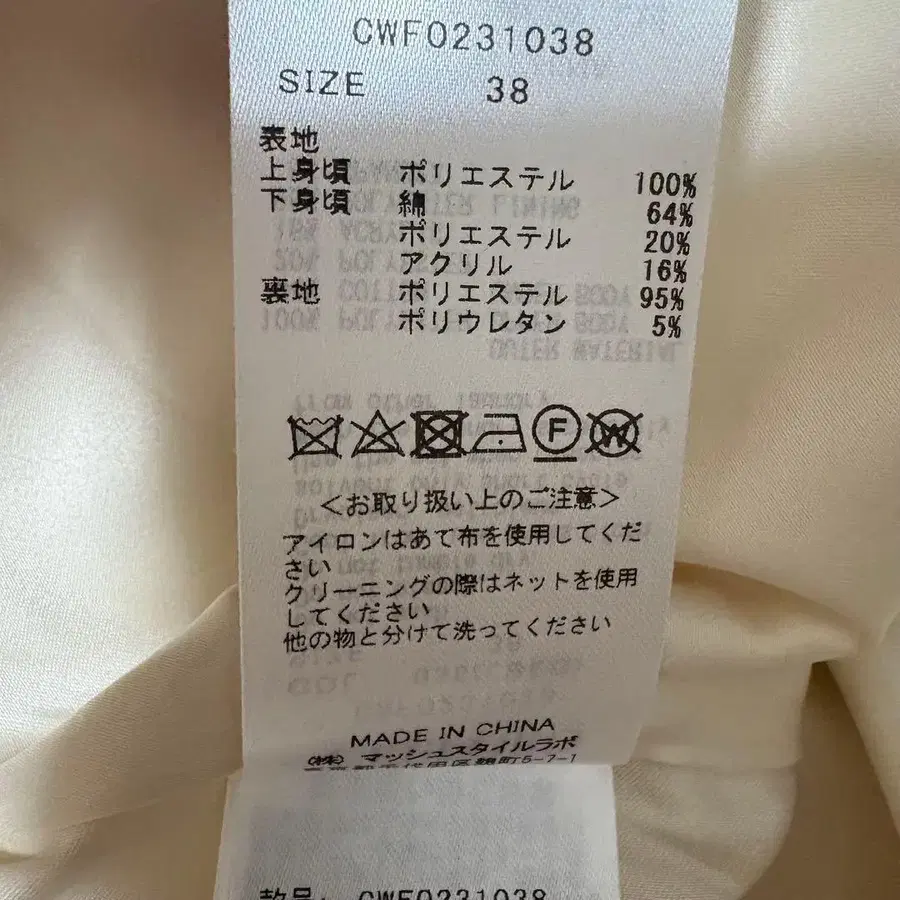 CWF0231038
SIZE 38
表地
上身頃 ポリエステル 100%
下身頃 綿 64%
ポリエステル 20%
アクリル 16%
裏地 ポリエステル 95%
ポリウレタン 5%
F
W
<お取り扱い上のご注意>
アイロンはあて布を使用してくだ
さい
クリーニングの際はネットを使用
してください
他の物と分けて洗ってください
MADE IN CHINA
(株) マッシュスタイルラボ
麹町5-7-1
CWF0231038